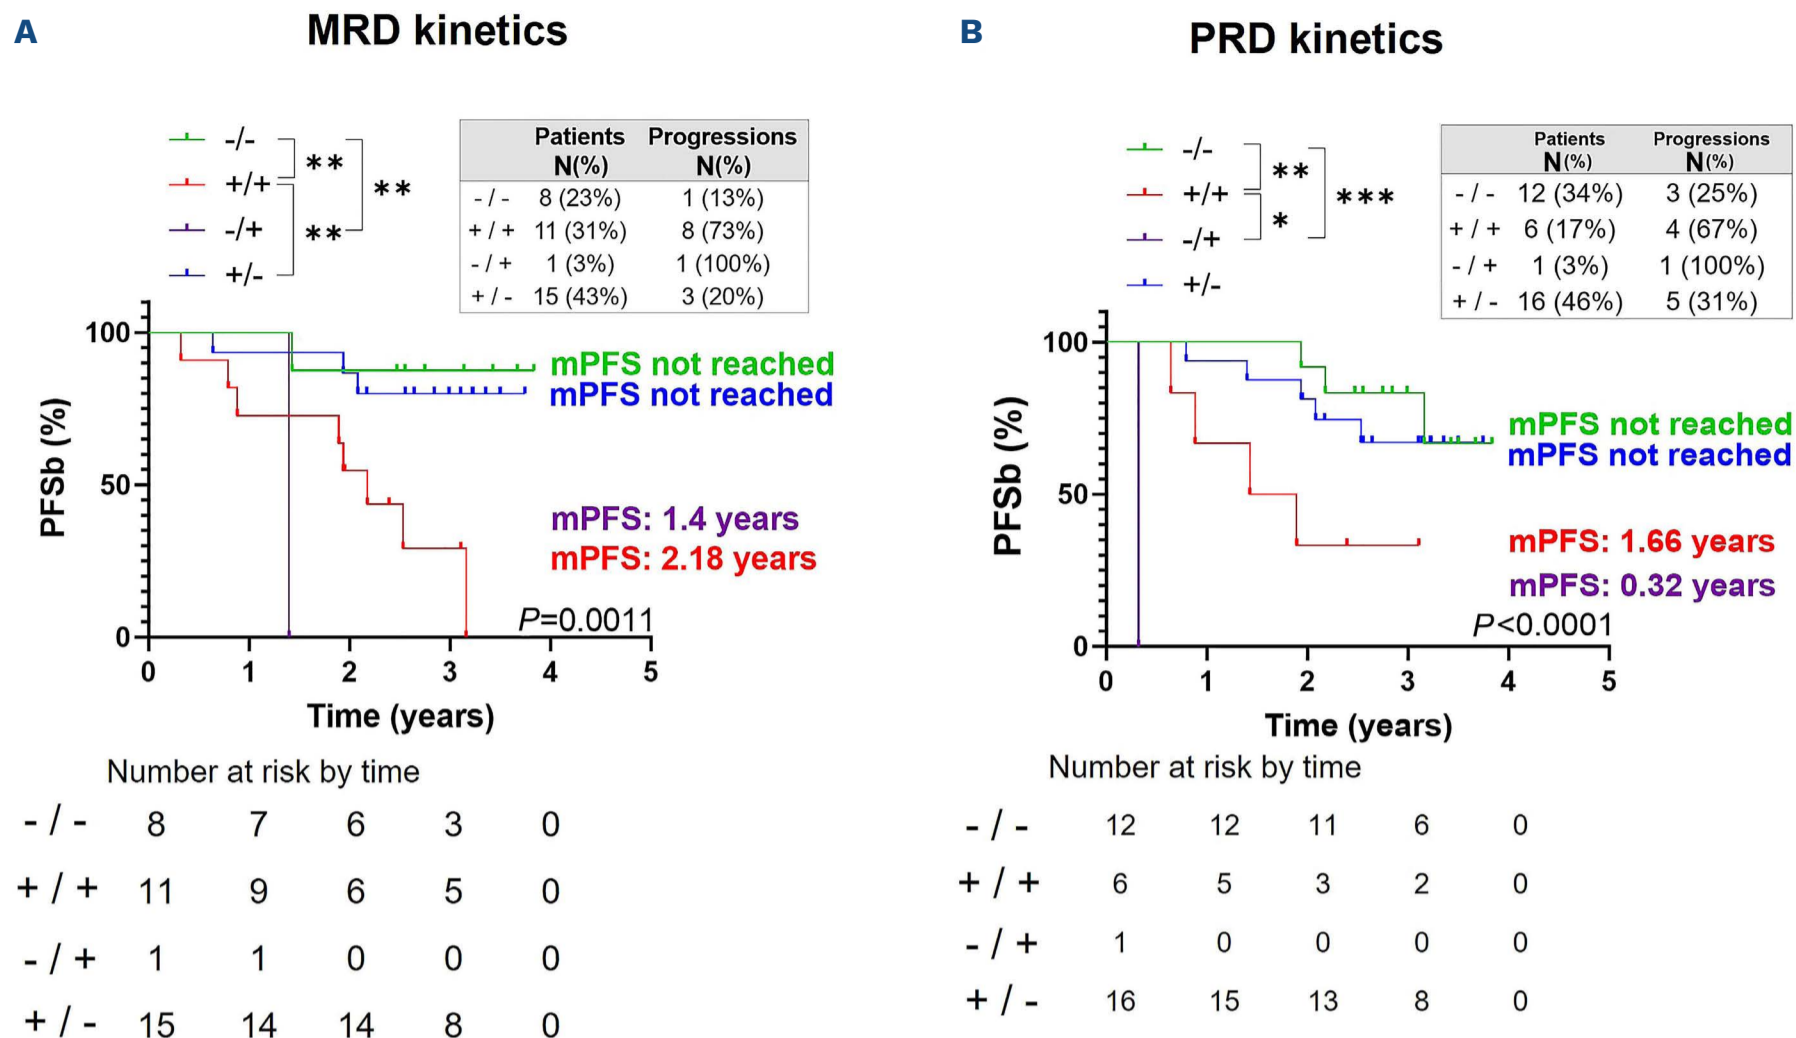 A
MRD kinetics
-/-
+/+
-/+
+/-
**
**
**
Patients Progressions
N(%) N(%)
-/- 8 (23%) 1 (13%)
+/+ 11 (31%) 8 (73%)
-/+ 1 (3%) 1 (100%)
+/- 15 (43%) 3 (20%)
100
50
0
PFSb (%)
mPFS not reached
mPFS not reached
mPFS: 1.4 years
mPFS: 2.18 years
P=0.0011
0 1 2 3 4 5
Time (years)
Number at risk by time
-/- 8 7 6 3 0
+/+ 11 9 6 5 0
-/+ 1 1 0 0 0
+/- 15 14 14 8 0
B
PRD kinetics
-/-
+/+
-/+
+/-
**
*
***
Patients Progressions
N(%) N(%)
-/- 12 (34%) 3 (25%)
+/+ 6 (17%) 4 (67%)
-/+ 1 (3%) 1 (100%)
+/- 16 (46%) 5 (31%)
100
50
0
PFSb (%)
mPFS not reached
mPFS not reached
mPFS: 1.66 years
mPFS: 0.32 years
P<0.0001
0 1 2 3 4 5
Time (years)
Number at risk by time
-/- 12 12 11 6 0
+/+ 6 5 3 2 0
-/+ 1 0 0 0 0
+/- 16 15 13 8 0